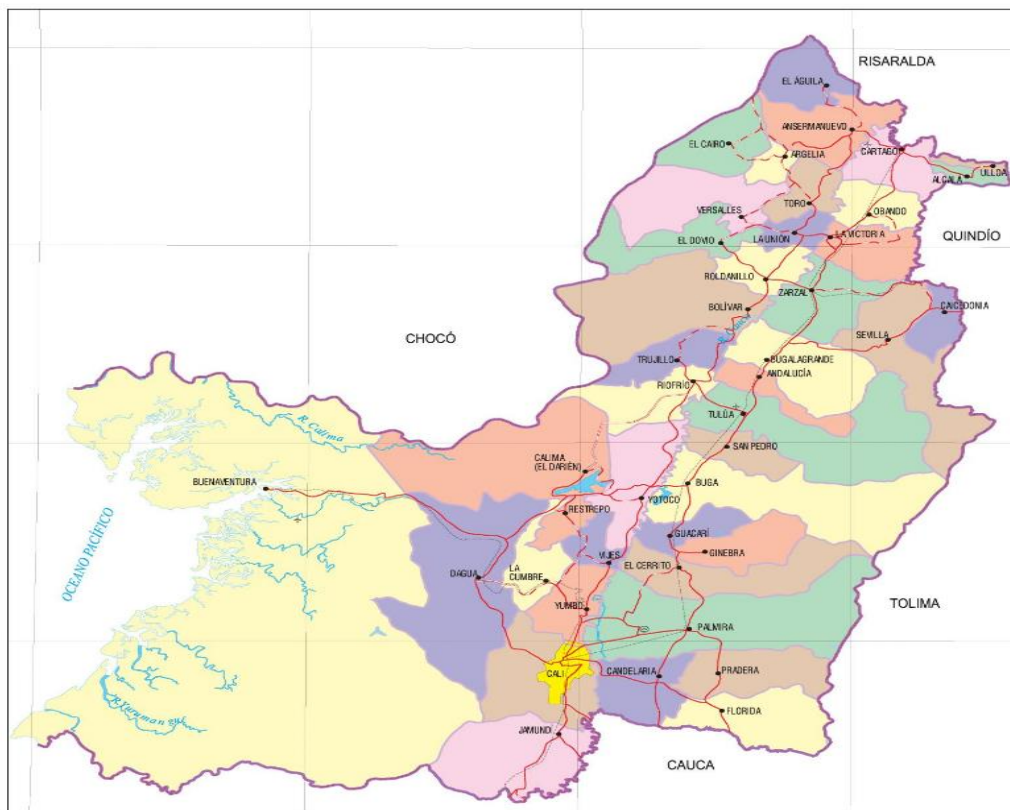 RISARALDA
EL ÁGUILA
ANSERMANUEVO
EL CAIRO
ARGELIA
CARTAGO
ULLOA
ALCALÁ
TORO
VERSALLES
OBANDO
LA UNIÓN
LA VICTORIA
QUINDÍO
EL DOVIO
ROLDANILLO
ZARZAL
BOLÍVAR
CAICEDONIA
CHOCÓ
SEVILLA
TRUJILLO
BUGALAGRANDE
ANDALUCÍA
RIOFRÍO
TULÚA
R Calima
SAN PEDRO
CALIMA
(EL DARIÉN)
BUENAVENTURA
BUGA
YOTOCO
RESTREPO
GUACARÍ
OCEANO PACÍFICO
GINEBRA
VIJES
EL CERRITO
DAGUA
LA
CUMBRE
TOLIMA
YUMBO
PALMIRA
CALI
CANDELARIA
PRADERA
R Yurumangui
FLORIDA
JAMUNDÍ
CAUCA